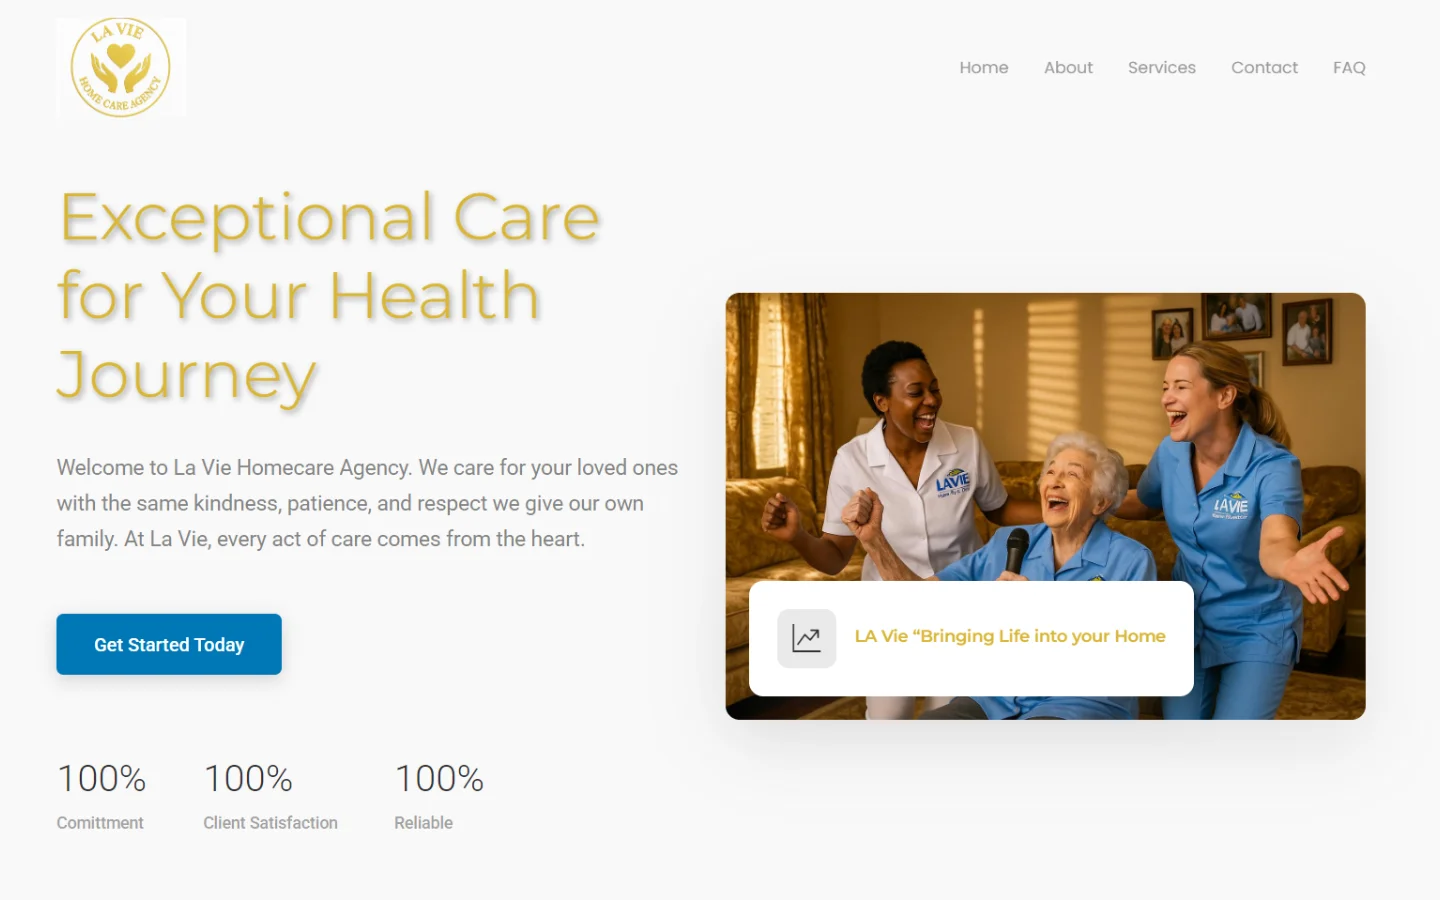 LA VIE
HOME CARE AGENCY
Home
About
Services
Contact
FAQ
Exceptional Care
for Your Health
Journey
Welcome to La Vie Homecare Agency. We care for your loved ones
with the same kindness, patience, and respect we give our own
family. At La Vie, every act of care comes from the heart.
Get Started Today
LAVIE
LAVIE
LA Vie “Bringing Life into your Home
100%
100%
100%
Comittment
Client Satisfaction
Reliable